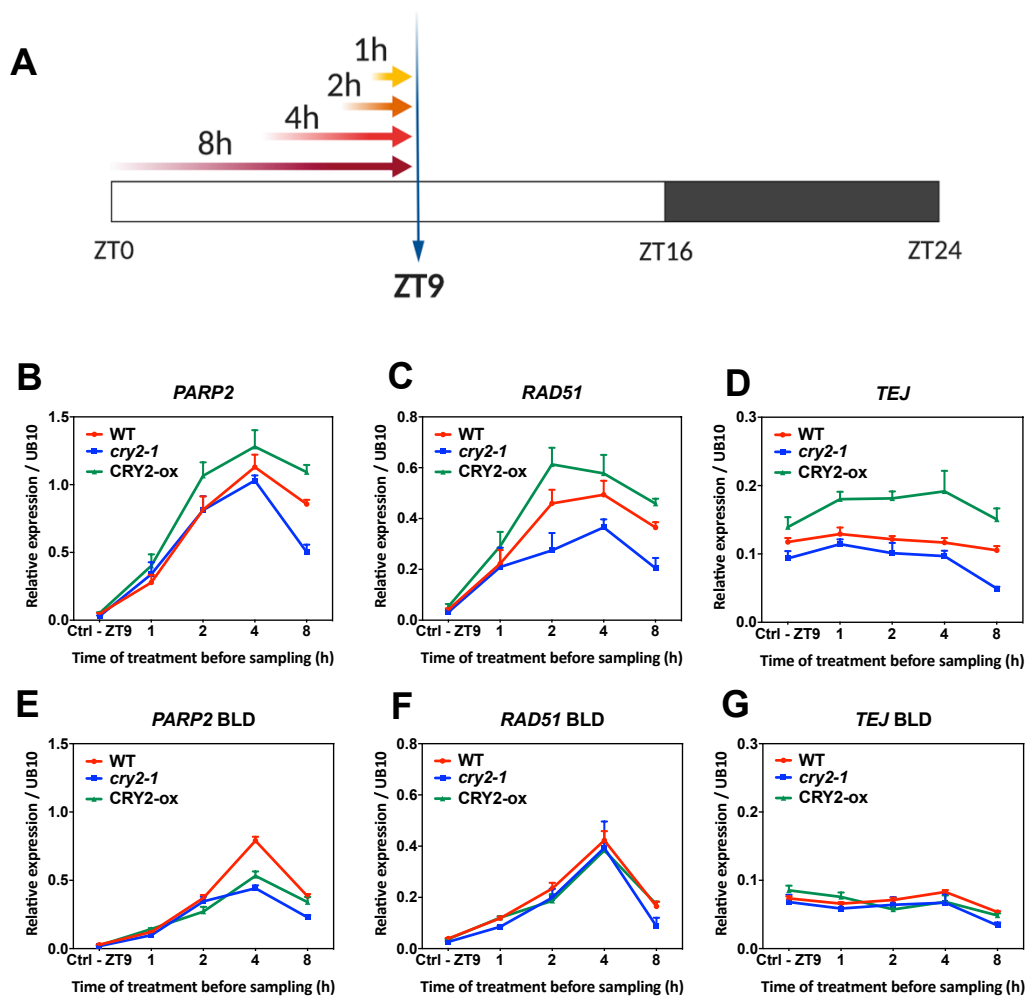 A
1h
2h
4h
8h
ZT0
ZT9
ZT16
ZT24
B
PARP2
Relative expression / UB10
1.5
1.0
0.5
0.0
WT
cry2-1
CRY2-ox
Ctrl - ZT9 1 2 4 8
Time of treatment before sampling (h)
C
RAD51
Relative expression / UB10
0.8
0.6
0.4
0.2
0.0
WT
cry2-1
CRY2-ox
Ctrl - ZT9 1 2 4 8
Time of treatment before sampling (h)
D
TEJ
Relative expression / UB10
0.3
0.2
0.1
0.0
WT
cry2-1
CRY2-ox
Ctrl - ZT9 1 2 4 8
Time of treatment before sampling (h)
E
PARP2 BLD
Relative expression / UB10
1.5
1.0
0.5
0.0
WT
cry2-1
CRY2-ox
Ctrl - ZT9 1 2 4 8
Time of treatment before sampling (h)
F
RAD51 BLD
Relative expression / UB10
0.8
0.6
0.4
0.2
0.0
WT
cry2-1
CRY2-ox
Ctrl - ZT9 1 2 4 8
Time of treatment before sampling (h)
G
TEJ BLD
Relative expression / UB10
0.3
0.2
0.1
0.0
WT
cry2-1
CRY2-ox
Ctrl - ZT9 1 2 4 8
Time of treatment before sampling (h)